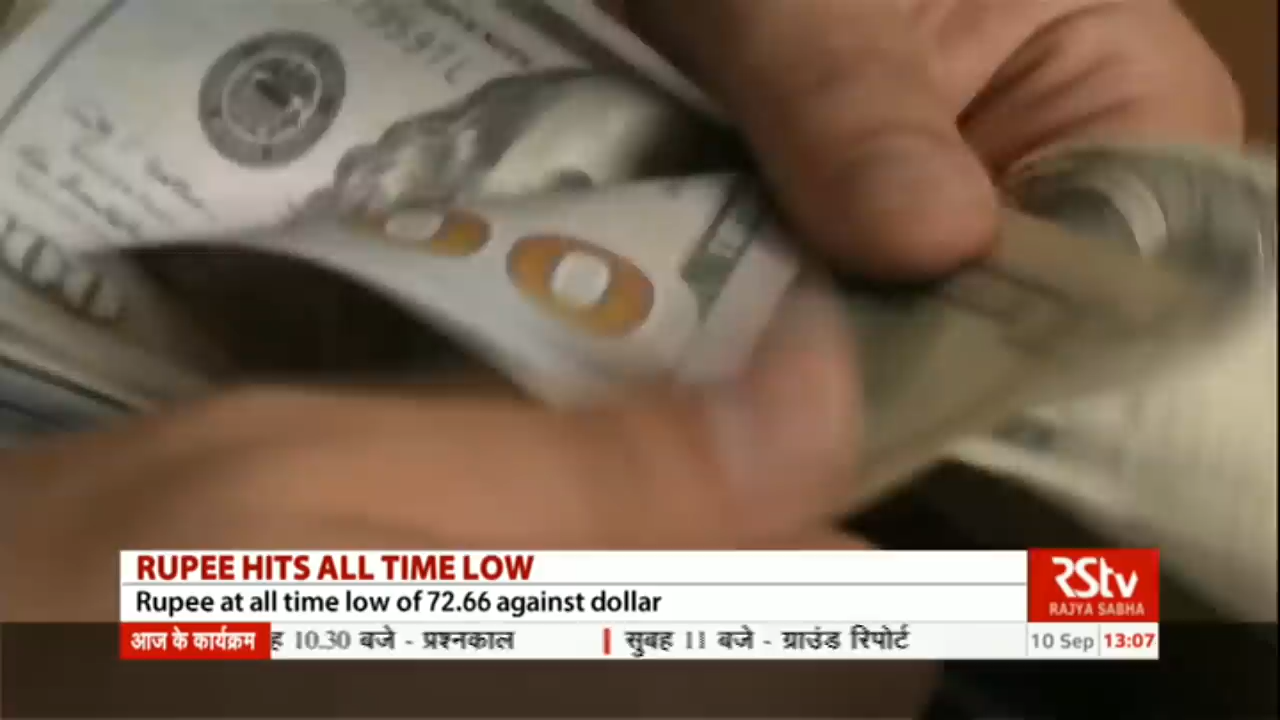 RUPEE HITS ALL TIME LOW
Rupee at all time low of 72.66 against dollar
RStv
RAJYA SABHA
आज के कार्यक्रम
ह 10.30 बजे - प्रश्नकाल | सुबह 11 बजे - ग्राउंड रिपोर्ट
10 Sep 13:07